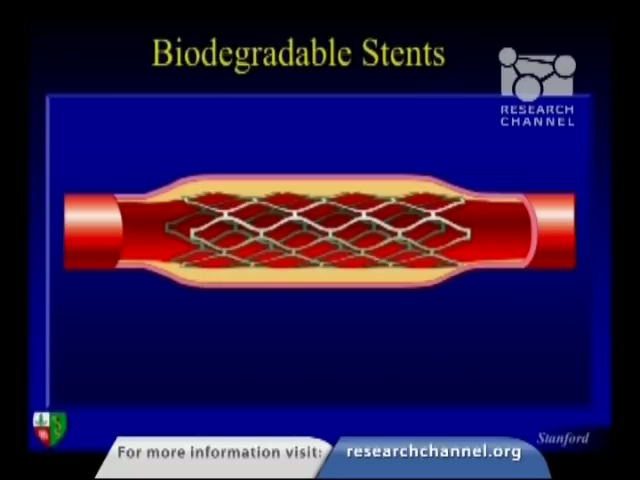 Biodegradable Stents
RESEARCH
CHANNEL
Stanford
For more information visit: researchchannel.org